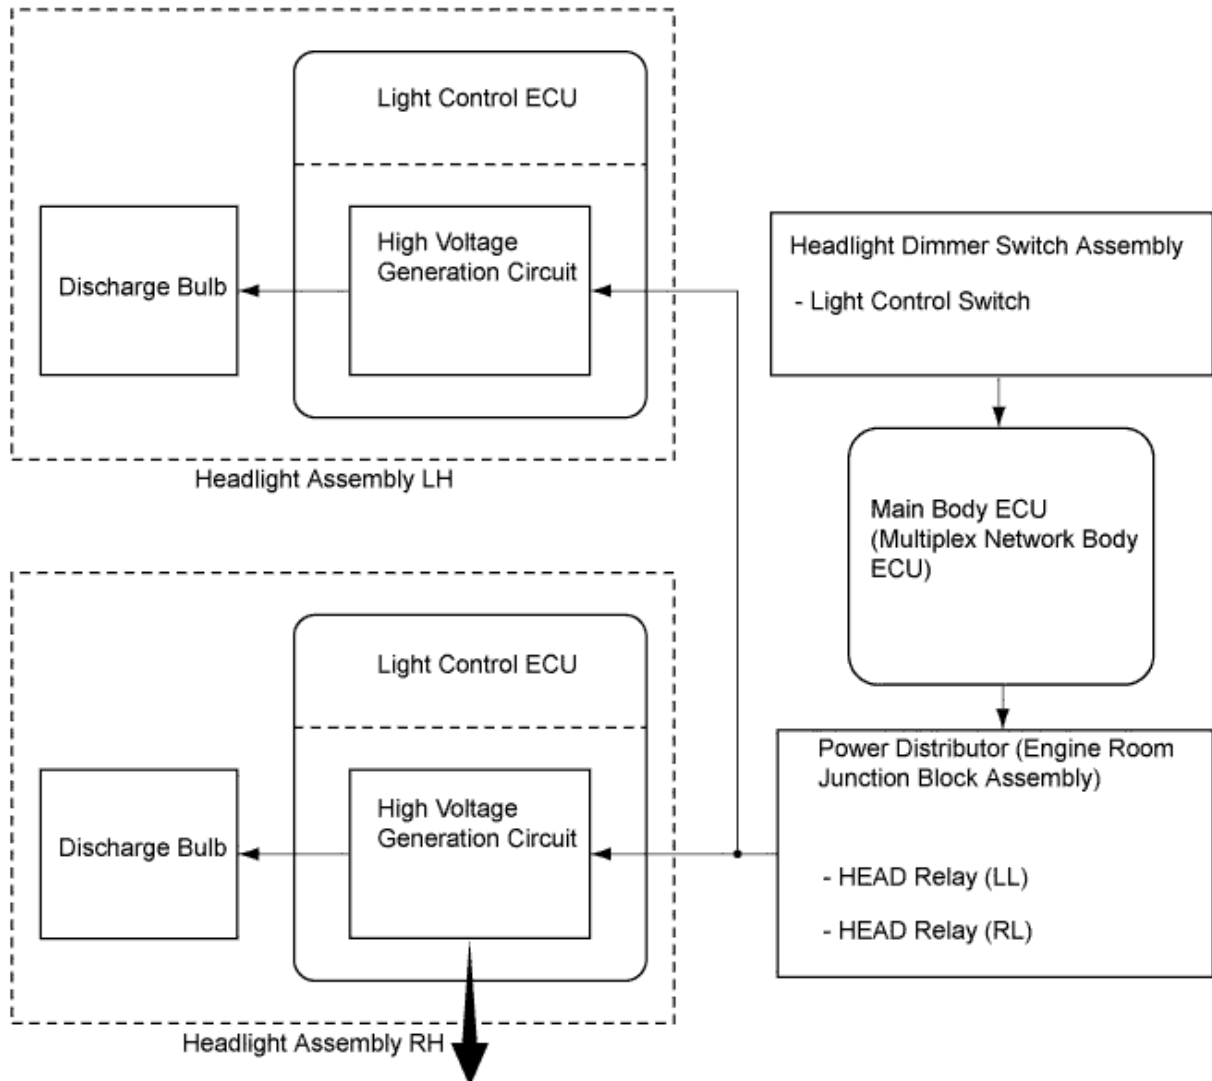 Light Control ECU
High Voltage
Generation Circuit
Discharge Bulb
Headlight Assembly LH
Headlight Dimmer Switch Assembly
- Light Control Switch
Main Body ECU
(Multiplex Network Body
ECU)
Light Control ECU
High Voltage
Generation Circuit
Discharge Bulb
Headlight Assembly RH
Power Distributor (Engine Room
Junction Block Assembly)
- HEAD Relay (LL)
- HEAD Relay (RL)